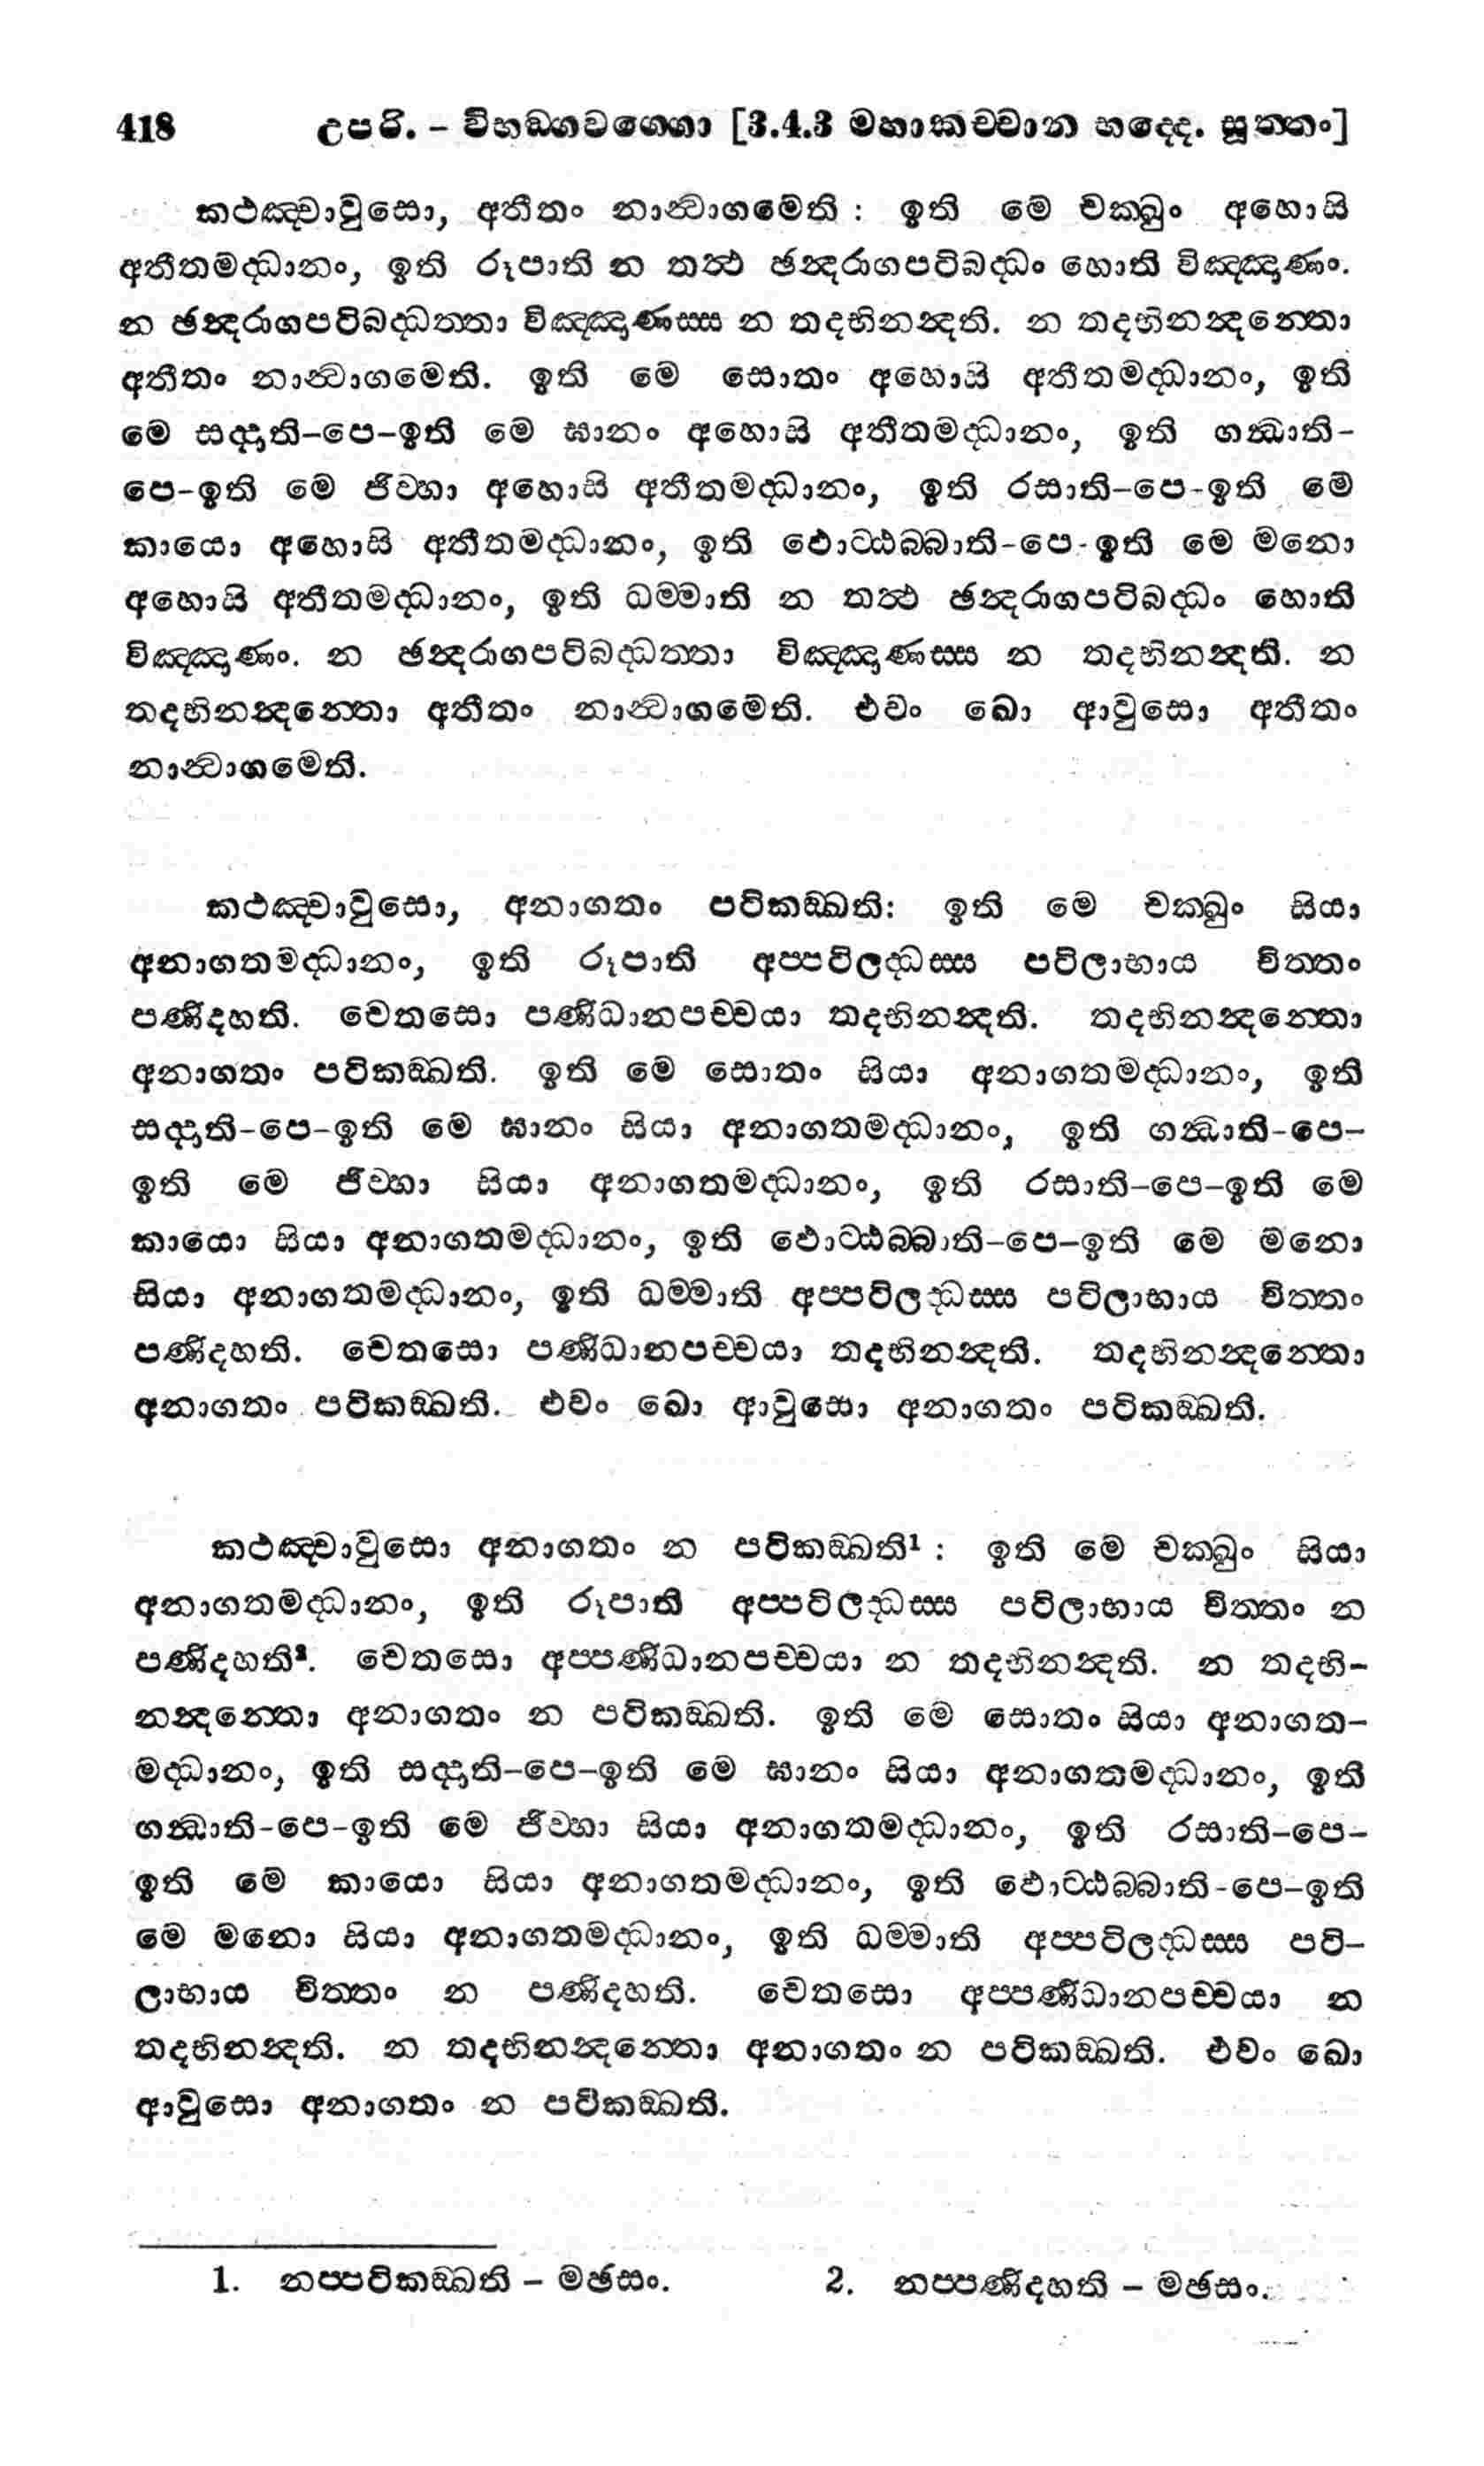 418 උපරි. – විභඞ්ගවග්ගො [3.4.3 මහාකච්චාන භද්දෙ. සුත්තං]
කථඤ්චාවුසො, අතීතං නාන්වාගමෙති : ඉති මෙ චක්ඛුං අහොසි
අතීතමද්ධානං, ඉති රූපාති න තත්ථ ඡන්දරාගපටිබද්ධං හොති විඤ්ඤාණං.
න ඡන්දරාගපටිබද්ධත්තා විඤ්ඤාණස්ස න තදභිනන්දති. න තදභිනන්දන්තො
අතීතං නාන්වාගමෙති. ඉති මෙ සොතං අහොසි අතීතමද්ධානං, ඉති
මෙ සද්දාති–පෙ–ඉති මෙ ඝානං අහොසි අතීතමද්ධානං, ඉති ගන්ධාති-
පෙ-ඉති මෙ ජිව්හා අහොසි අතීතමද්ධානං, ඉති රසාති–පෙ-ඉති මෙ
කායො අහොසි අතීතමද්ධානං, ඉති ඵොට්ඨබ්බාති-පෙ-ඉති මෙ මනො
අහොසි අතීතමද්ධානං, ඉති ධම්මාති න තත්ථ ඡන්දරාගපටිබද්ධං හොති
විඤ්ඤාණං. න ඡන්දරාගපටිබද්ධත්තා විඤ්ඤාණස්ස න තදභිනන්දති. න
තදභිනන්දන්තො අතීතං නාන්වාගමෙති. එවං ඛො ආවුසො අතීතං
නාන්වාගමෙති.
කථඤ්චාවුසො, අනාගතං පටිකඞ්ඛති: ඉති මෙ චක්ඛුං සියා
අනාගතමද්ධානං, ඉති රූපාති අප්පටිලද්ධස්ස පටිලාභාය චිත්තං
පණිදහති. චෙතසො පණිධානපච්චයා තදභිනන්දති. තදභිනන්දන්තො
අනාගතං පටිකඞ්ඛති. ඉති මෙ සොතං සියා අනාගතමද්ධානං, ඉති
සද්දාති–පෙ–ඉති මෙ ඝානං සියා අනාගතමද්ධානං, ඉති ගන්ධාති-පෙ–
ඉති මෙ ජිව්හා සියා අනාගතමද්ධානං, ඉති රසාති–පෙ–ඉති මෙ
කායො සියා අනාගතමද්ධානං, ඉති ඵොට්ඨබ්බාති–පෙ–ඉති මෙ මනො
සියා අනාගතමද්ධානං, ඉති ධම්මාති අප්පටිලද්ධස්ස පටිලාභාය චිත්තං
පණිදහති. චෙතසො පණිධානපච්චයා තදභිනන්දති. තදභිනන්දන්තො
අනාගතං පටිකඞ්ඛති. එවං ඛො ආවුසො අනාගතං පටිකඞ්ඛති.
කථඤ්චාවුසො අනාගතං න පටිකඞ්ඛති¹ : ඉති මෙ චක්ඛුං සියා
අනාගතමද්ධානං, ඉති රූපාති අප්පටිලද්ධස්ස පටිලාභාය චිත්තං න
පණිදහති². චෙතසො අප්පණිධානපච්චයා න තදභිනන්දති. න තදභි-
නන්දන්තො අනාගතං න පටිකඞ්ඛති. ඉති මෙ සොතං සියා අනාගත–
මද්ධානං, ඉති සද්දාති–පෙ–ඉති මෙ ඝානං සියා අනාගතමද්ධානං, ඉති
ගන්ධාති-පෙ-ඉති මෙ ජිව්හා සියා අනාගතමද්ධානං, ඉති රසාති–පෙ–
ඉති මෙ කායො සියා අනාගතමද්ධානං, ඉති ඵොට්ඨබ්බාති-පෙ–ඉති
මෙ මනො සියා අනාගතමද්ධානං, ඉති ධම්මාති අප්පටිලද්ධස්ස පටි–
ලාභාය චිත්තං න පණිදහති. චෙතසො අප්පණිධානපච්චයා න
තදභිනන්දති. න තදභිනන්දන්තො අනාගතං න පටිකඞ්ඛති. එවං ඛො
ආවුසො අනාගතං න පටිකඞ්ඛති.
1. නප්පටිකඞ්ඛති – මඡසං. 2. නප්පණිදහති – මඡසං.